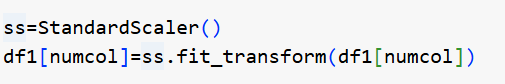 ss=StandardScaler()
df1[numcol]=ss.fit_transform(df1[numcol])